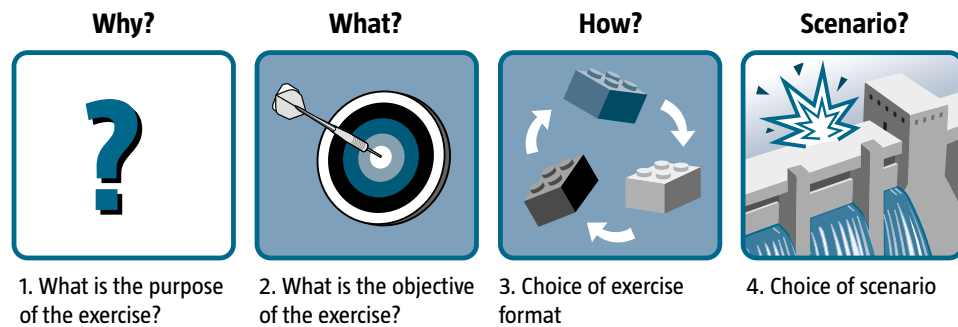 Why?
What?
How?
Scenario?
?
1. What is the purpose
of the exercise?
2. What is the objective
of the exercise?
3. Choice of exercise
format
4. Choice of scenario